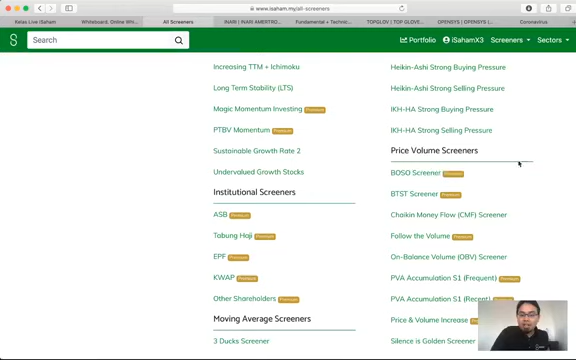 www.isaham.my/all-screeners
Kelas Live iSaham
Whiteboard. Online Whi...
All Screeners
INARI | INARI AMERTRO...
Fundamental + Technic...
TOPGLOV | TOP GLOVE...
OPENSYS | OPENSYS (...
Coronavirus
S
Search
Portfolio
iSahamX3
Screeners
Sectors
Increasing TTM + Ichimoku
Long Term Stability (LTS)
Magic Momentum Investing Premium
PTBV Momentum Premium
Sustainable Growth Rate 2
Undervalued Growth Stocks
Institutional Screeners
ASB Premium
Tabung Haji Premium
EPF Premium
KWAP Premium
Other Shareholders Premium
Moving Average Screeners
3 Ducks Screener
Heikin-Ashi Strong Buying Pressure
Heikin-Ashi Strong Selling Pressure
IKH-HA Strong Buying Pressure
IKH-HA Strong Selling Pressure
Price Volume Screeners
BOSO Screener Premium
BTST Screener Premium
Chaikin Money Flow (CMF) Screener
Follow the Volume Premium
On-Balance Volume (OBV) Screener
PVA Accumulation S1 (Frequent) Premium
PVA Accumulation S1 (Recent)
Price & Volume Increase
Silence is Golden Screener